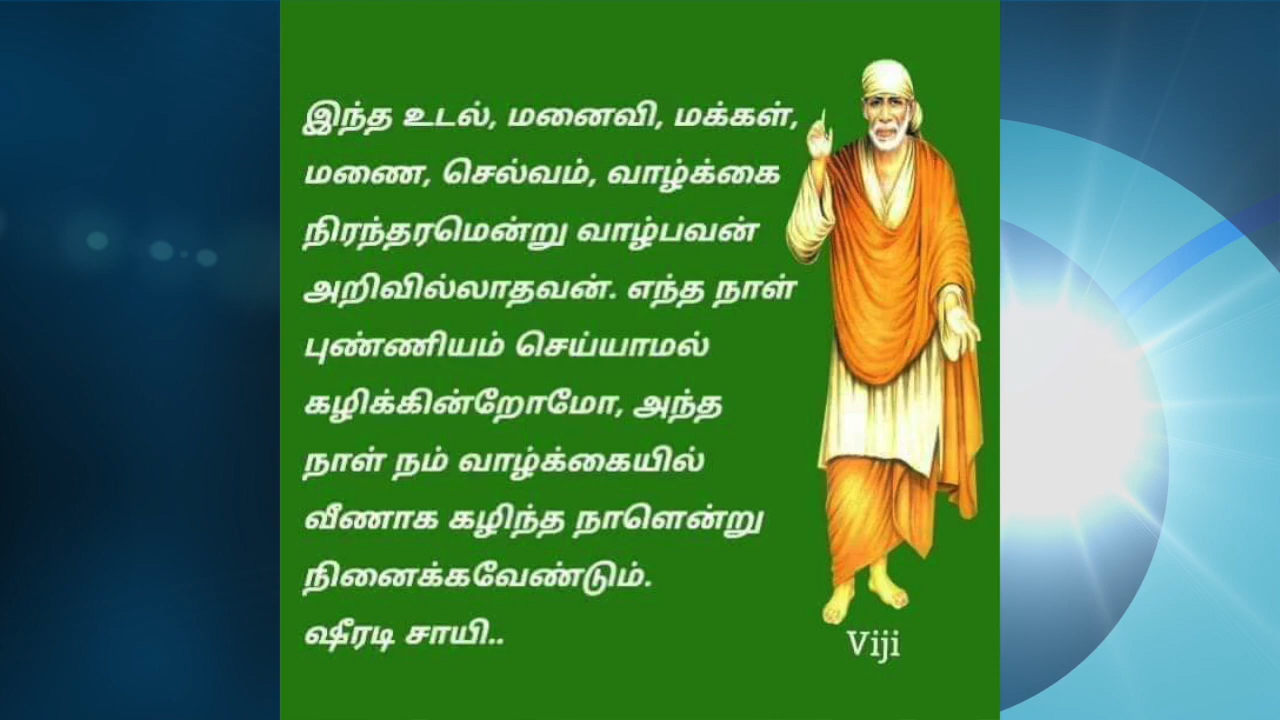 இந்த உடல், மனைவி, மக்கள்,
மணை, செல்வம், வாழ்க்கை
நிரந்தரமென்று வாழ்பவன்
அறிவில்லாதவன். எந்த நாள்
புண்ணியம் செய்யாமல்
கழிக்கின்றோமோ, அந்த
நாள் நம் வாழ்க்கையில்
வீணாக கழிந்த நாளென்று
நினைக்கவேண்டும்.
ஷீரடி சாயி..
Viji